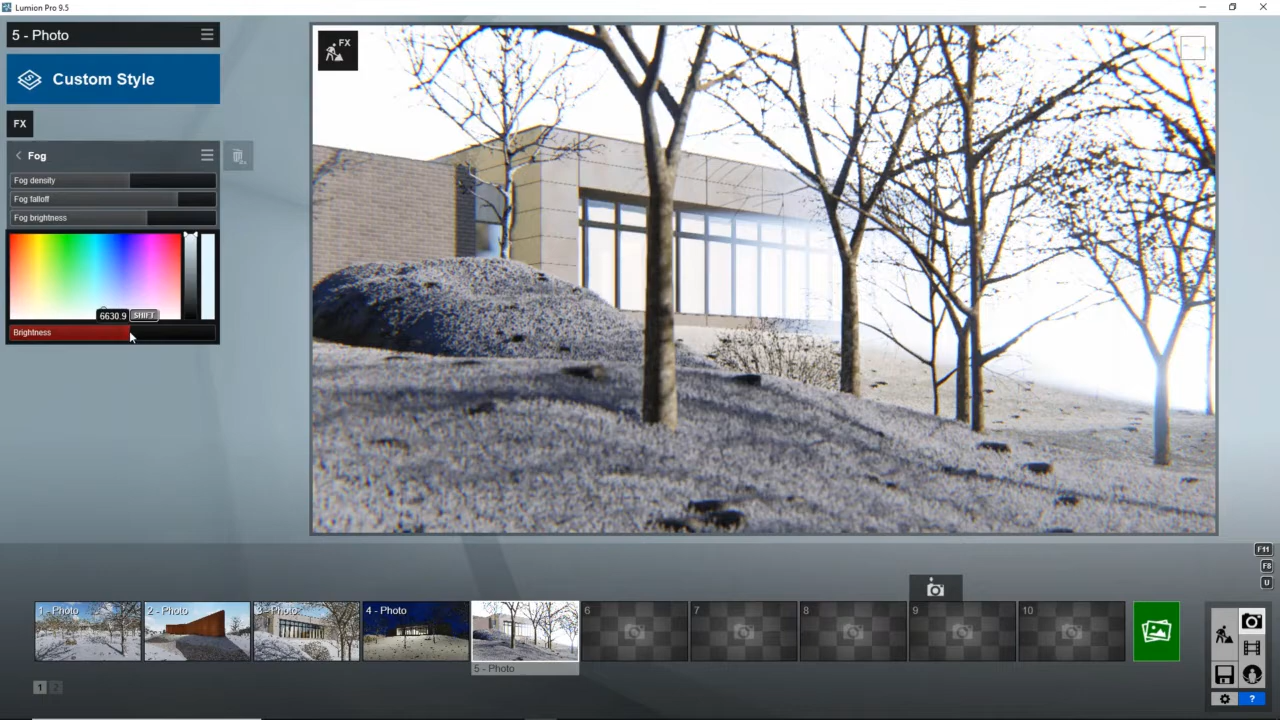 Lumion Pro 9.5
5 - Photo
FX
Custom Style
FX
Fog
Fog density
Fog falloff
Fog brightness
6630.9 SHIFT
Brightness
F11
F8
U
1 - Photo
2 - Photo
3 - Photo
4 - Photo
6
7
8
9
10
5 - Photo
1 2
?